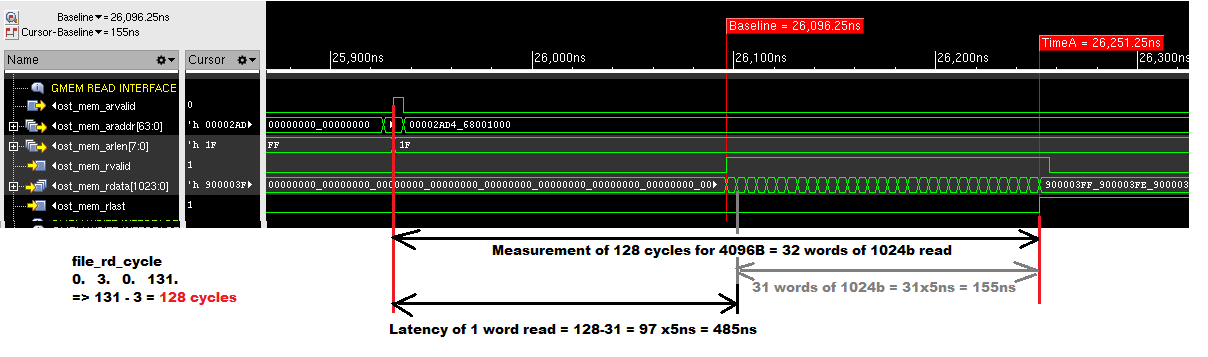 Baseline▼= 26,096.25ns
Cursor-Baseline▼= 155ns
Baseline = 26,096.25ns
TimeA = 26,251.25ns
Name
Cursor
25,900ns
26,000ns
26,100ns
26,200ns
26,300ns
GMEM READ INTERFACE
ost_mem_arvalid
0
ost_mem_araddr[63:0]
'h 00002AD
00000000_00000000
00002AD4_68001000
ost_mem_arlen[7:0]
'h 1F
FF
1F
ost_mem_rvalid
1
ost_mem_rdata[1023:0]
'h 900003F
00000000_00000000_00000000_00000000_00000000_00000000_00000000_00
900003FF_900003FE_900003
ost_mem_rlast
1
Measurement of 128 cycles for 4096B = 32 words of 1024b read
file_rd_cycle
0. 3. 0. 131.
=> 131 - 3 = 128 cycles
31 words of 1024b = 31x5ns = 155ns
Latency of 1 word read = 128-31 = 97 x5ns = 485ns